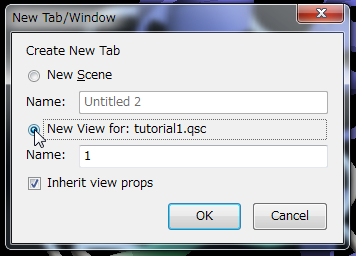 New Tab/Window
Create New Tab
New Scene
Name: Untitled 2
New View for: tutorial1.qsc
Name: 1
Inherit view props
OK Cancel